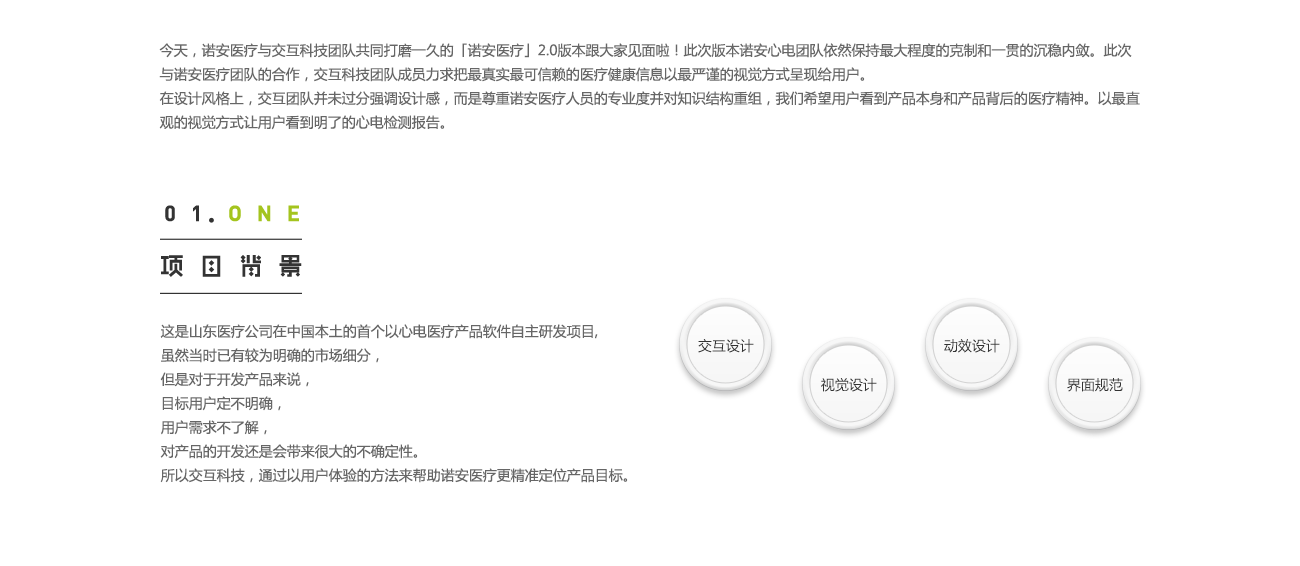 今天，诺安医疗与交互科技团队共同打磨一久的「诺安医疗」2.0版本跟大家见面啦！此次版本诺安心电团队依然保持最大程度的克制和一贯的沉稳内敛。此次
与诺安医疗团队的合作，交互科技团队成员力求把最真实最可信赖的医疗健康信息以最严谨的视觉方式呈现给用户。
在设计风格上，交互团队并未过分强调设计感，而是尊重诺安医疗人员的专业度并对知识结构重组，我们希望用户看到产品本身和产品背后的医疗精神。以最直
观的视觉方式让用户看到明了的心电检测报告。
01.ONE
项目背景
这是山东医疗公司在中国本土的首个以心电医疗产品软件自主研发项目,
虽然当时已有较为明确的市场细分，
但是对于开发产品来说，
目标用户定不明确，
用户需求不了解，
对产品的开发还是会带来很大的不确定性。
所以交互科技，通过以用户体验的方法来帮助诺安医疗更精准定位产品目标。
交互设计
视觉设计
动效设计
界面规范